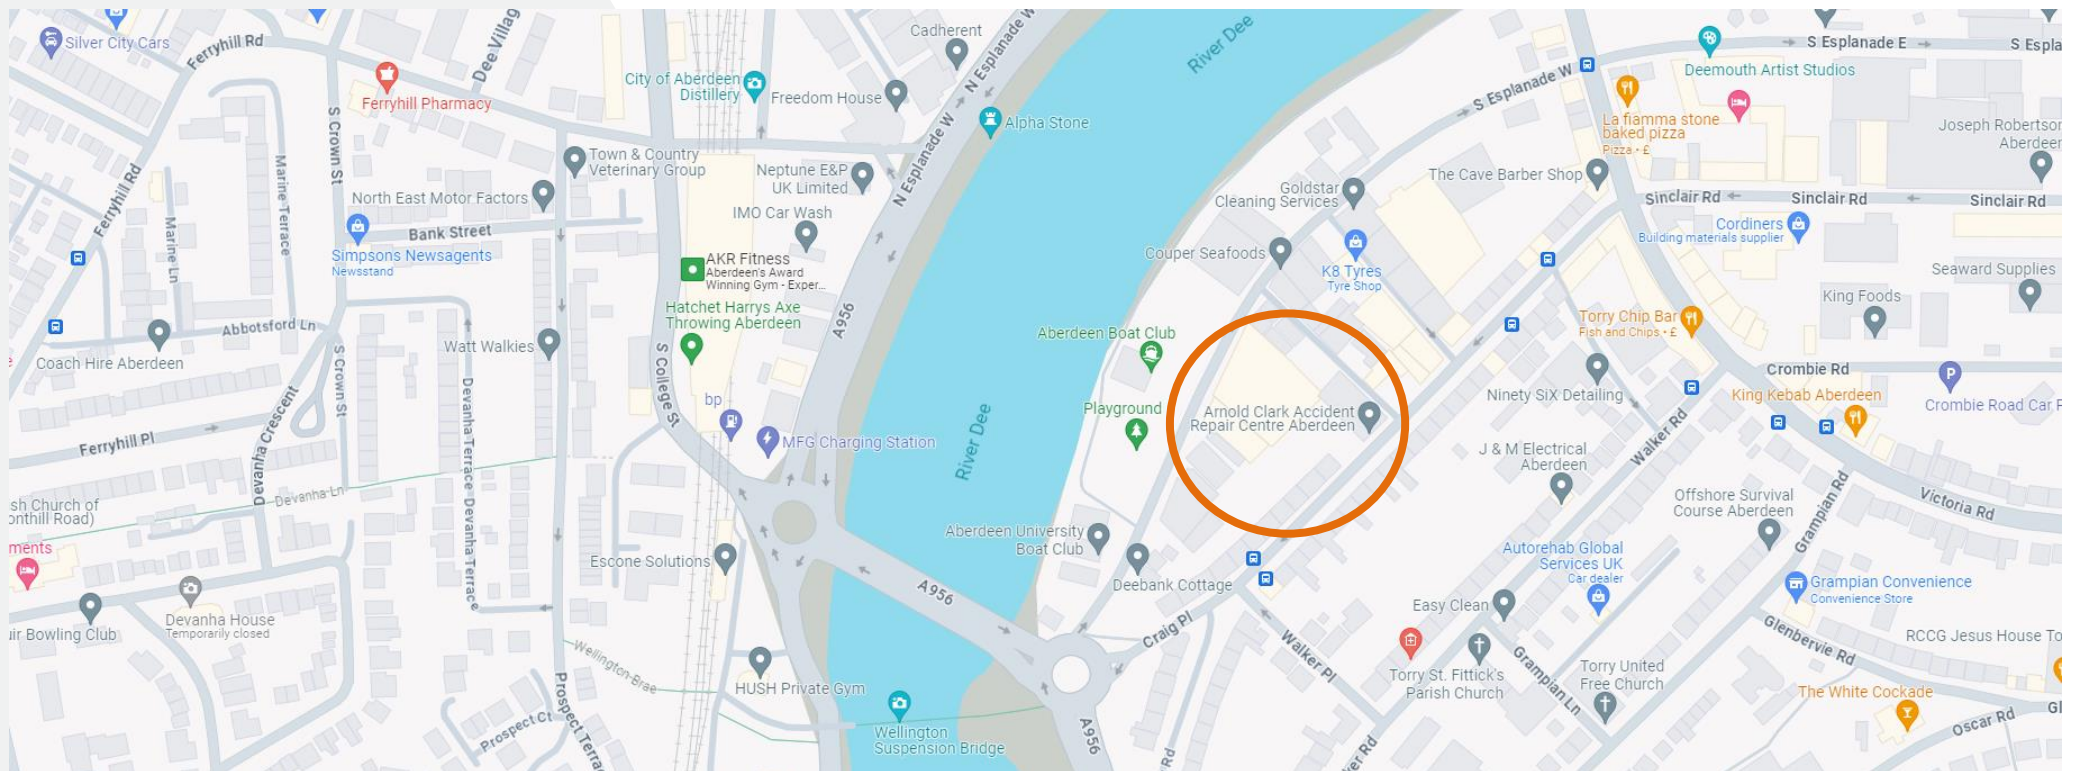 Silver City Cars
Ferryhill Rd
Ferryhill Pharmacy
S Crown St
Marine Terrace
Marine Ln
Ferryhill Rd
North East Motor Factors
Simpsons Newsagents
Newsstand
Bank Street
Town & Country
Veterinary Group
City of Aberdeen
Distillery
Freedom House
Cadherent
N Esplanade W
N Esplanade W
Alpha Stone
River Dee
Neptune E&P
UK Limited
IMO Car Wash
AKR Fitness
Aberdeen's Award
Winning Gym - Exper...
Hatchet Harrys Axe
Throwing Aberdeen
A956
Abbotsford Ln
Coach Hire Aberdeen
Watt Walkies
S Crown St
S College St
bp
MFG Charging Station
River Dee
Ferryhill Pl
Devanha Crescent
Devanha Terrace
Devanha Terrace
Devanha Ln
sh Church of
onthill Road)
ments
Devanha House
Temporarily closed
ir Bowling Club
Prospect Ct
Prospect Terra
Wellington Brae
Escone Solutions
HUSH Private Gym
Wellington
Suspension Bridge
A956
A956
S Esplanade W
S Esplanade E
S Espla
Deemouth Artist Studios
La fiamma stone
baked pizza
Pizza • £
Joseph Robertson
Aberdeen
The Cave Barber Shop
Goldstar
Cleaning Services
Sinclair Rd
Sinclair Rd
Sinclair Rd
Cordiners
Building materials supplier
Couper Seafoods
K8 Tyres
Tyre Shop
Seaward Supplies
King Foods
Aberdeen Boat Club
Playground
Arnold Clark Accident
Repair Centre Aberdeen
Torry Chip Bar
Fish and Chips • £
Ninety SiX Detailing
Crombie Rd
King Kebab Aberdeen
Crombie Road Car P
Walker Rd
J & M Electrical
Aberdeen
Offshore Survival
Course Aberdeen
Grampian Rd
Victoria Rd
Aberdeen University
Boat Club
Deebank Cottage
Craig Pl
Walker Pl
Autorehab Global
Services UK
Car dealer
Grampian Convenience
Convenience Store
Easy Clean
Torry St. Fittick's
Parish Church
Grampian Ln
Torry United
Free Church
Glenbervie Rd
RCCG Jesus House To
The White Cockade
Oscar Rd
Gl
Rd
er Rd